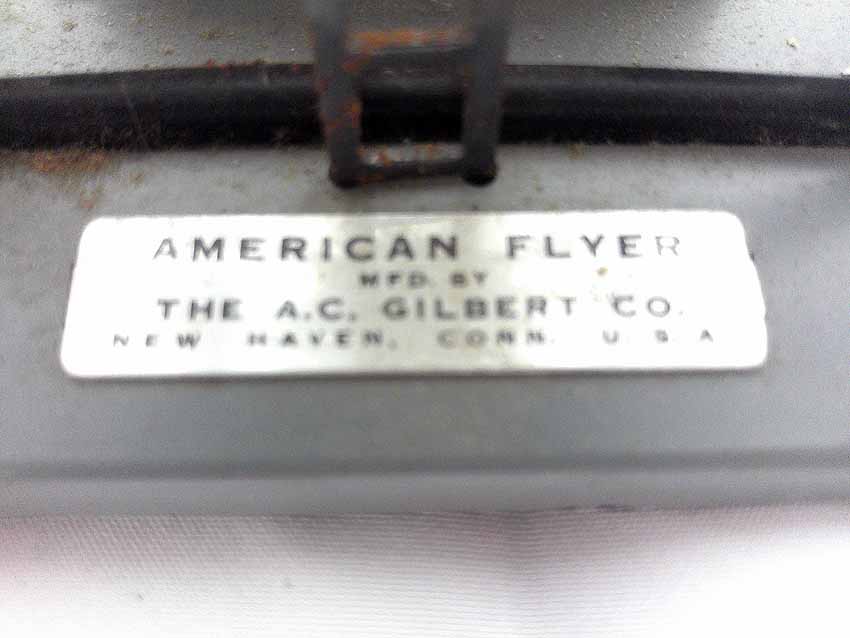 AMERICAN FLYER
MFD. BY
THE A.C. GILBERT CO.
NEW HAVEN, CONN. U.S.A